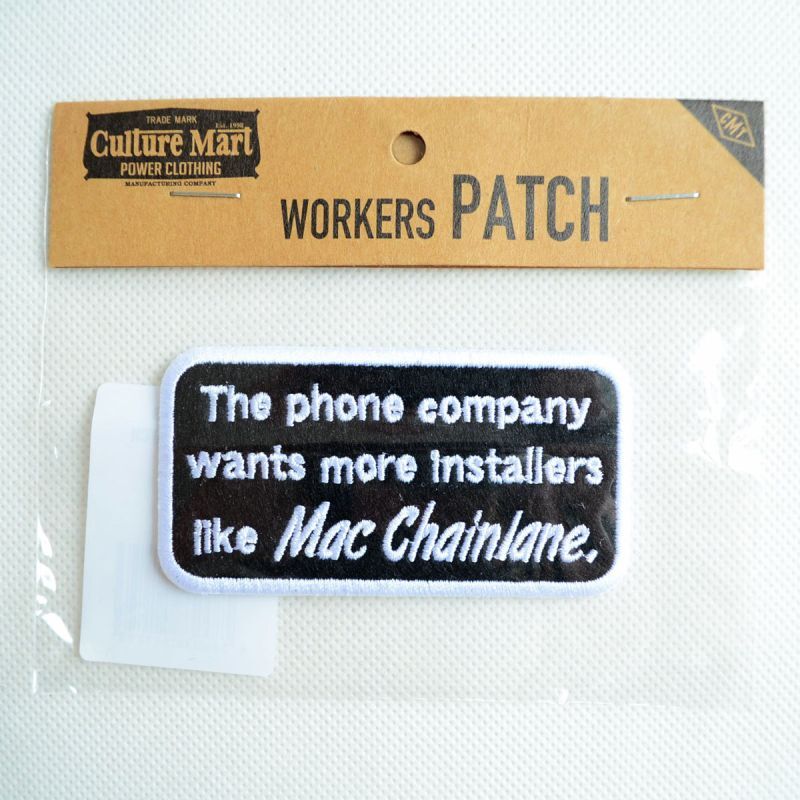 TRADE MARK
Est. 1998
Culture Mart
POWER CLOTHING
MANUFACTURING COMPANY
CMT
WORKERS PATCH
The phone company
wants more installers
like Mac Chainlane.